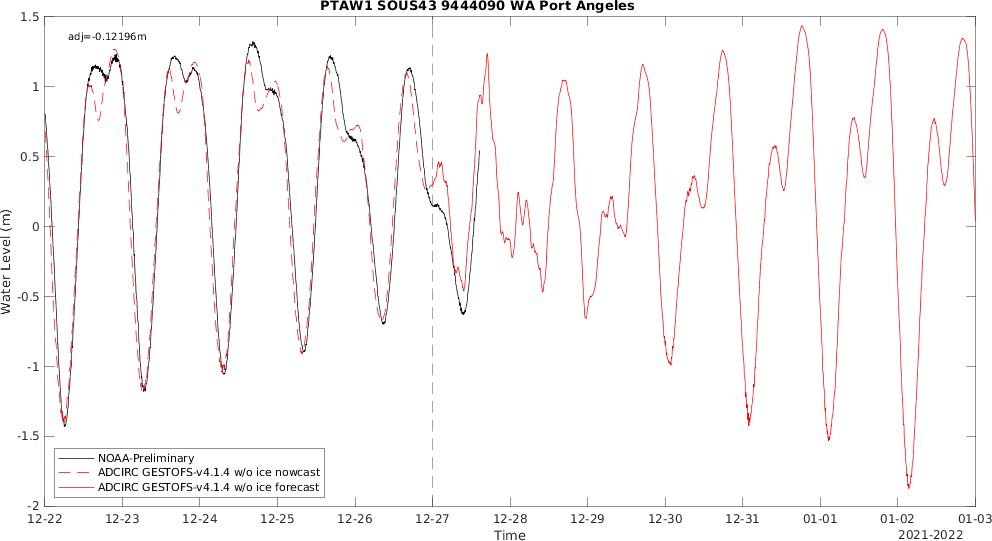 PTAW1 SOUS43 9444090 WA Port Angeles
adj=-0.12196m
1.5
1
0.5
0
-0.5
-1
-1.5
-2
Water Level (m)
NOAA-Preliminary
ADCIRC GESTOFS-v4.1.4 w/o ice nowcast
ADCIRC GESTOFS-v4.1.4 w/o ice forecast
12-22 12-23 12-24 12-25 12-26 12-27 12-28 12-29 12-30 12-31 01-01 01-02 01-03
Time
2021-2022